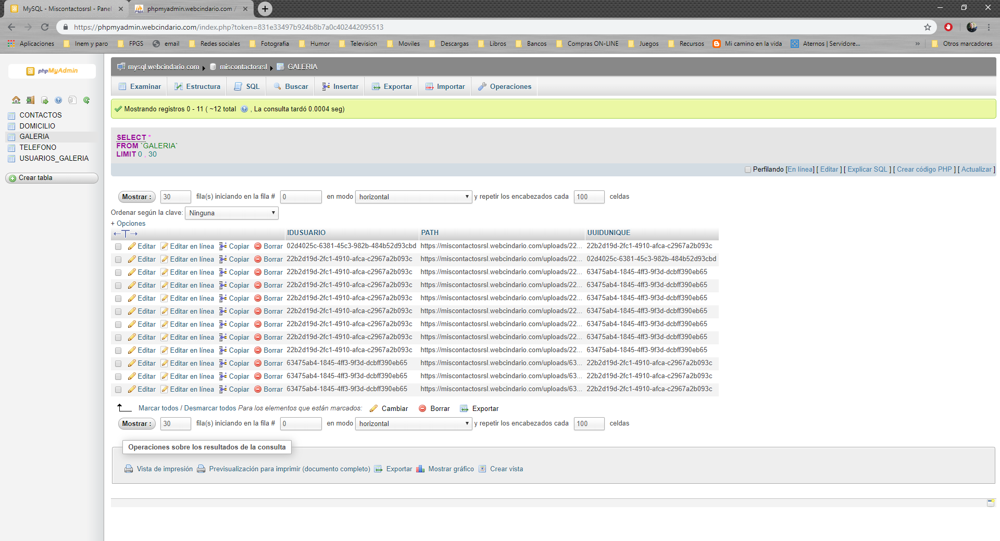 MySQL - Miscontactosrsl - Panel
phpmyadmin.webcindario.com /
https://phpmyadmin.webcindario.com/index.php?token=831e33497b924b8b7a0c402442095513
Aplicaciones Inem y paro FPGS email Redes sociales Fotografia Humor Television Moviles Descargas Libros Bancos Compras ON-LINE Juegos Recursos Mi camino en la vida Aternos | Servidore... » Otros marcadores
phpMyAdmin
CONTACTOS
DOMICILIO
GALERIA
TELEFONO
USUARIOS_GALERIA
Crear tabla
mysql.webcindario.com miscontactosrsl GALERIA
Examinar Estructura SQL Buscar Insertar Exportar Importar Operaciones
Mostrando registros 0 - 11 ( ~12 total , La consulta tardó 0.0004 seg)
SELECT *
FROM `GALERIA`
LIMIT 0 , 30
Perfilando [En línea] [ Editar ] [ Explicar SQL ] [ Crear código PHP ] [ Actualizar ]
Mostrar : 30 fila(s) iniciando en la fila # 0 en modo horizontal y repetir los encabezados cada 100 celdas
Ordenar según la clave: Ninguna
+ Opciones
←T→ IDUSUARIO PATH UUIDUNIQUE
Editar Editar en línea Copiar Borrar 02d4025c-6381-45c3-982b-484b52d93cbd https://miscontactosrsl.webcindario.com/uploads/22... 22b2d19d-2fc1-4910-afca-c2967a2b093c
Editar Editar en línea Copiar Borrar 22b2d19d-2fc1-4910-afca-c2967a2b093c https://miscontactosrsl.webcindario.com/uploads/22... 02d4025c-6381-45c3-982b-484b52d93cbd
Editar Editar en línea Copiar Borrar 22b2d19d-2fc1-4910-afca-c2967a2b093c https://miscontactosrsl.webcindario.com/uploads/22... 63475ab4-1845-4ff3-9f3d-dcbff390eb65
Editar Editar en línea Copiar Borrar 22b2d19d-2fc1-4910-afca-c2967a2b093c https://miscontactosrsl.webcindario.com/uploads/22... 63475ab4-1845-4ff3-9f3d-dcbff390eb65
Editar Editar en línea Copiar Borrar 22b2d19d-2fc1-4910-afca-c2967a2b093c https://miscontactosrsl.webcindario.com/uploads/22... 63475ab4-1845-4ff3-9f3d-dcbff390eb65
Editar Editar en línea Copiar Borrar 22b2d19d-2fc1-4910-afca-c2967a2b093c https://miscontactosrsl.webcindario.com/uploads/22... 63475ab4-1845-4ff3-9f3d-dcbff390eb65
Editar Editar en línea Copiar Borrar 22b2d19d-2fc1-4910-afca-c2967a2b093c https://miscontactosrsl.webcindario.com/uploads/22... 63475ab4-1845-4ff3-9f3d-dcbff390eb65
Editar Editar en línea Copiar Borrar 22b2d19d-2fc1-4910-afca-c2967a2b093c https://miscontactosrsl.webcindario.com/uploads/22... 63475ab4-1845-4ff3-9f3d-dcbff390eb65
Editar Editar en línea Copiar Borrar 22b2d19d-2fc1-4910-afca-c2967a2b093c https://miscontactosrsl.webcindario.com/uploads/22... 63475ab4-1845-4ff3-9f3d-dcbff390eb65
Editar Editar en línea Copiar Borrar 63475ab4-1845-4ff3-9f3d-dcbff390eb65 https://miscontactosrsl.webcindario.com/uploads/63... 22b2d19d-2fc1-4910-afca-c2967a2b093c
Editar Editar en línea Copiar Borrar 63475ab4-1845-4ff3-9f3d-dcbff390eb65 https://miscontactosrsl.webcindario.com/uploads/63... 22b2d19d-2fc1-4910-afca-c2967a2b093c
Editar Editar en línea Copiar Borrar 63475ab4-1845-4ff3-9f3d-dcbff390eb65 https://miscontactosrsl.webcindario.com/uploads/63... 22b2d19d-2fc1-4910-afca-c2967a2b093c
Marcar todos / Desmarcar todos Para los elementos que están marcados: Cambiar Borrar Exportar
Mostrar : 30 fila(s) iniciando en la fila # 0 en modo horizontal y repetir los encabezados cada 100 celdas
Operaciones sobre los resultados de la consulta
Vista de impresión Previsualización para imprimir (documento completo) Exportar Mostrar gráfico Crear vista